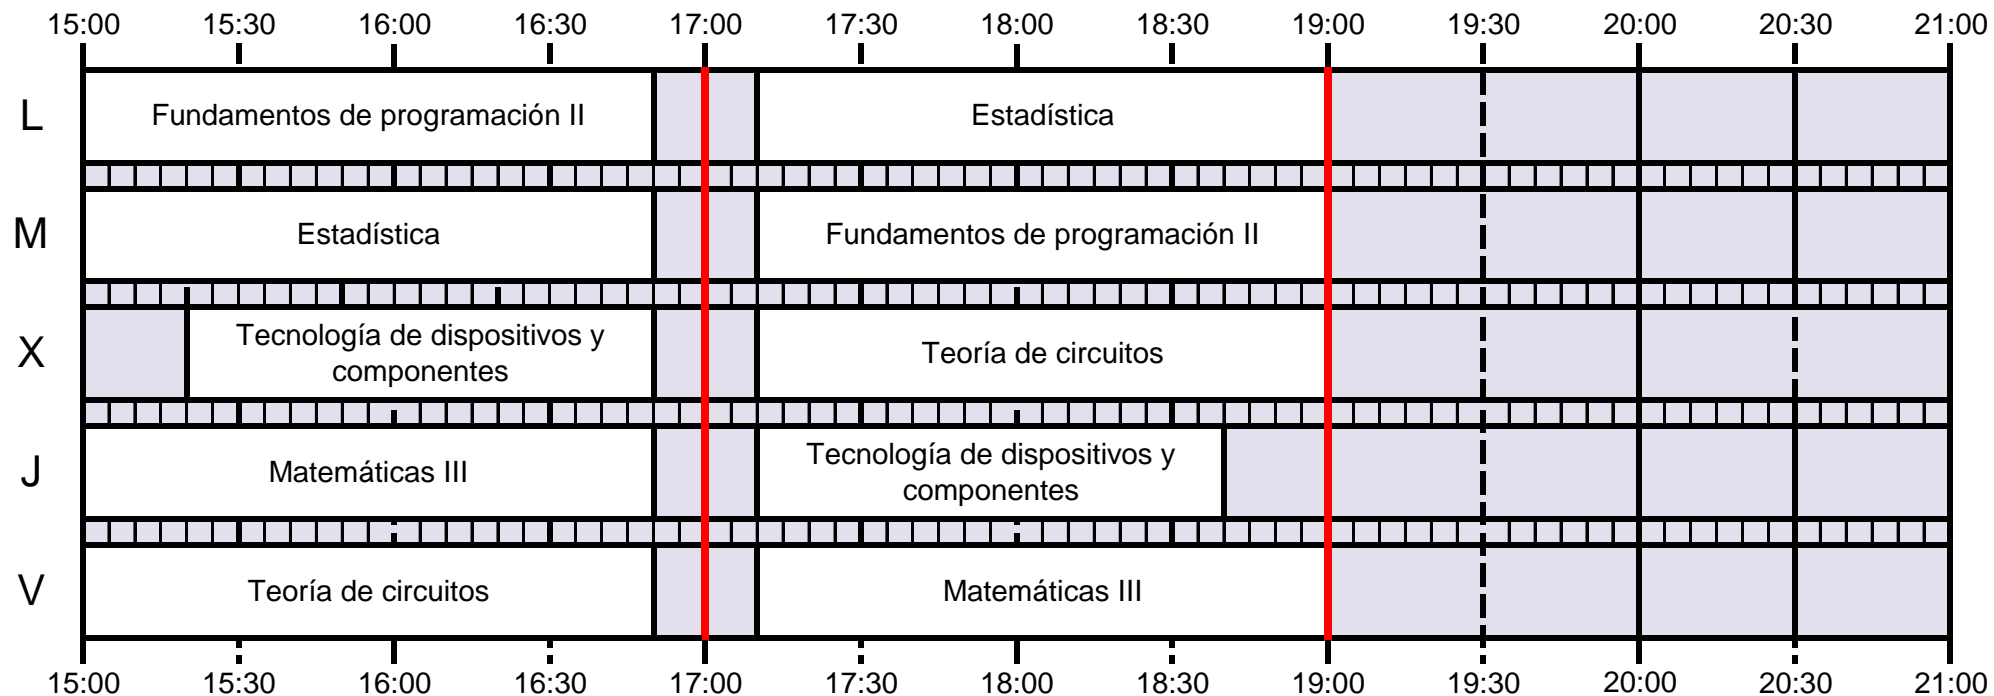 15:00 15:30 16:00 16:30 17:00 17:30 18:00 18:30 19:00 19:30 20:00 20:30 21:00
L Fundamentos de programación II Estadística
M Estadística Fundamentos de programación II
X Tecnología de dispositivos y
componentes Teoría de circuitos
J Matemáticas III Tecnología de dispositivos y
componentes
V Teoría de circuitos Matemáticas III
15:00 15:30 16:00 16:30 17:00 17:30 18:00 18:30 19:00 19:30 20:00 20:30 21:00